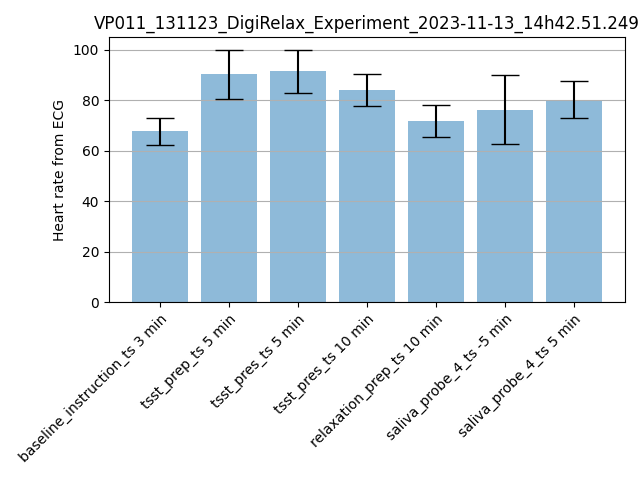 VP011_131123_DigiRelax_Experiment_2023-11-13_14h42.51.249
Heart rate from ECG
100
80
60
40
20
0
baseline_instruction_ts 3 min
tsst_prep_ts 5 min
tsst_pres_ts 5 min
tsst_pres_ts 10 min
relaxation_prep_ts 10 min
saliva_probe_4_ts -5 min
saliva_probe_4_ts 5 min